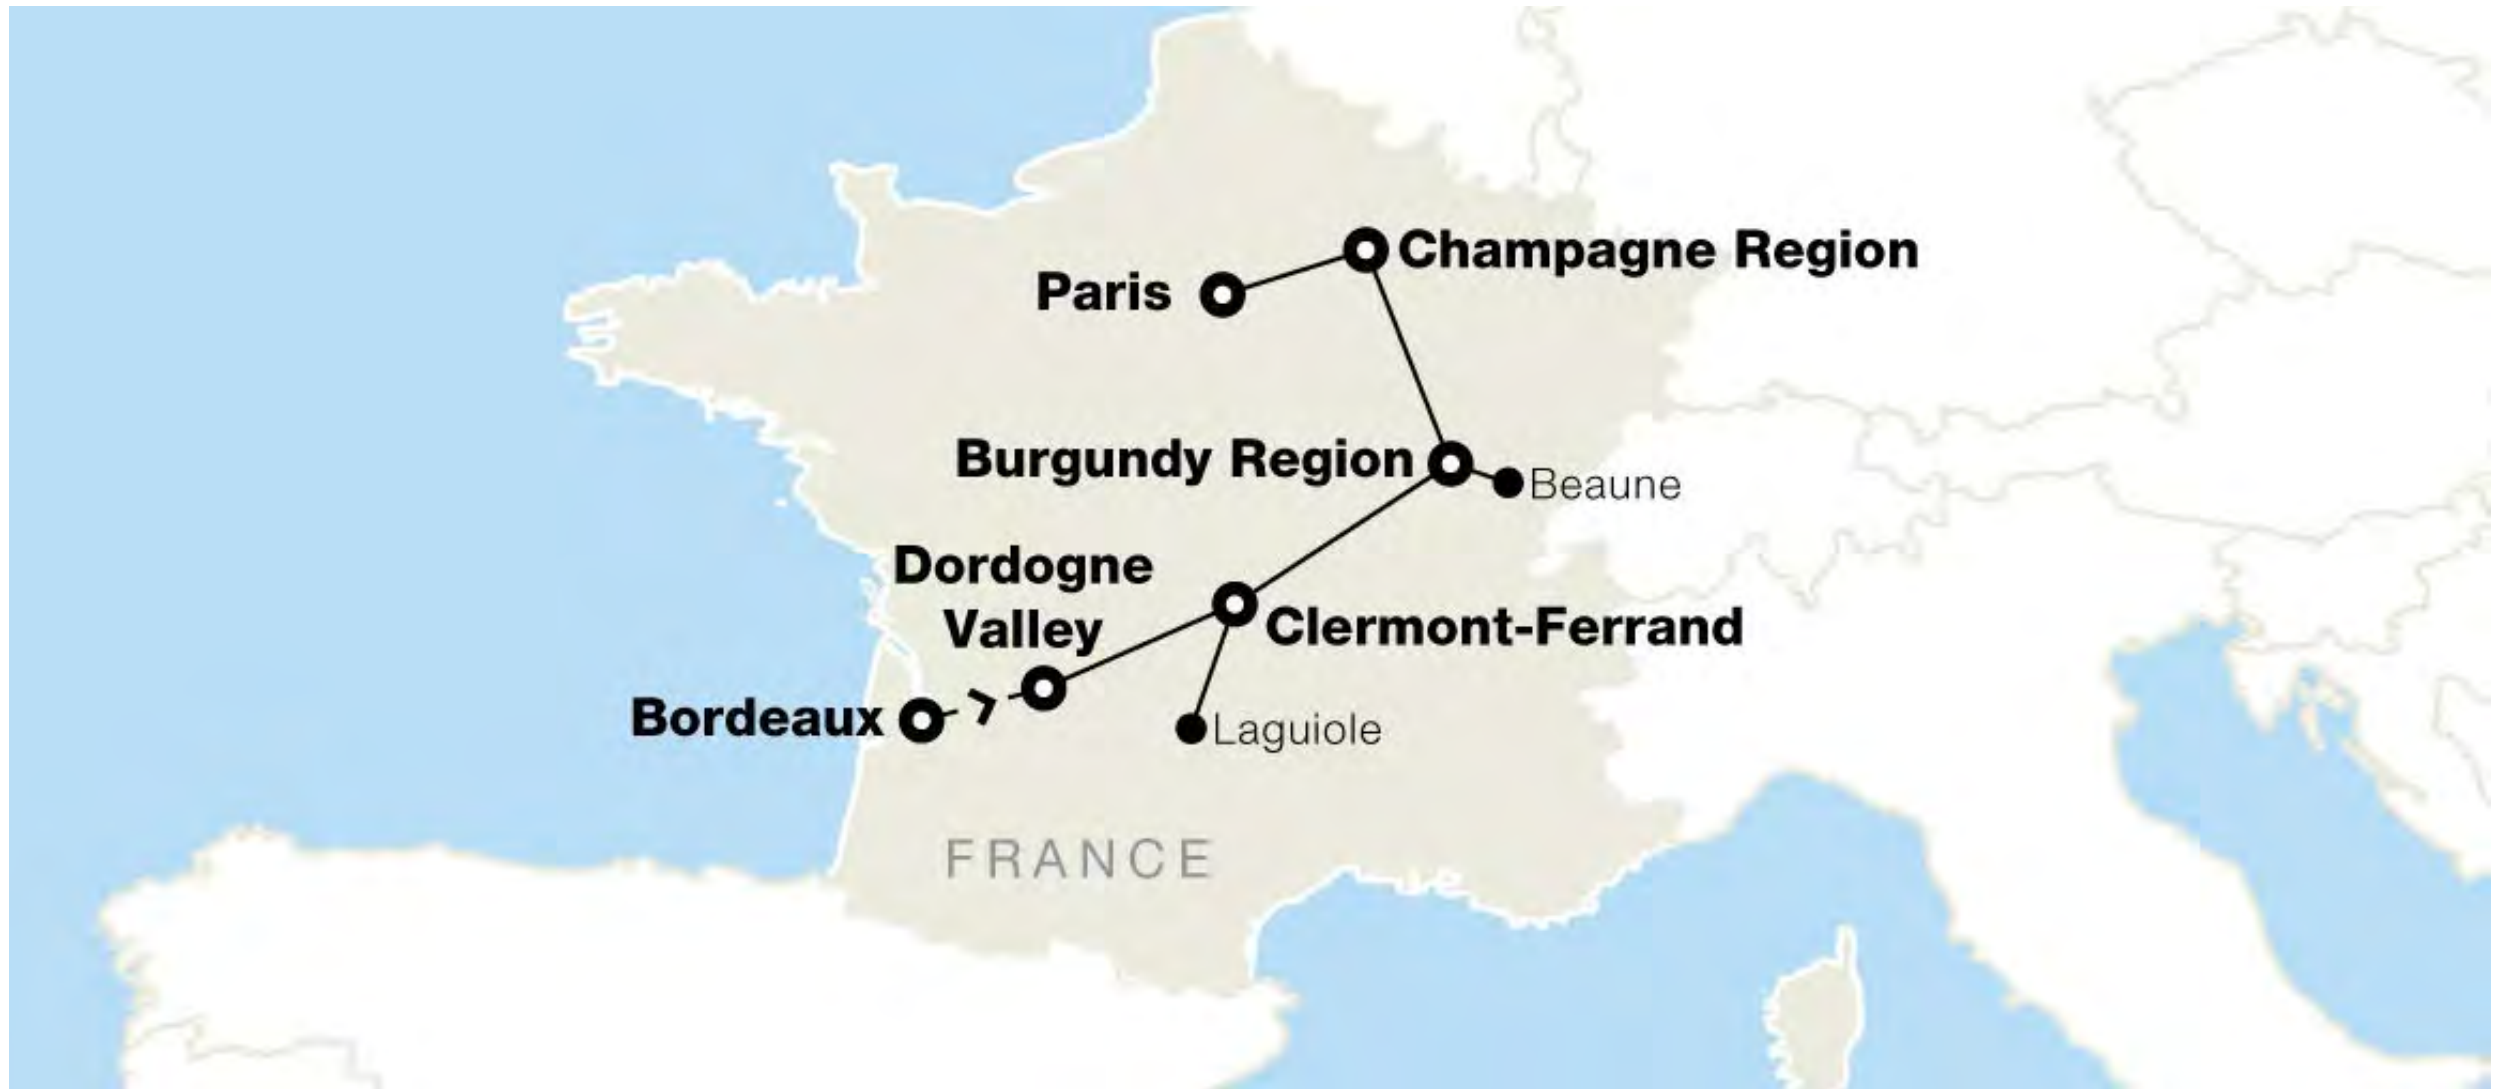 Champagne Region
Paris
Burgundy Region
Beaune
Dordogne
Valley
Clermont-Ferrand
Bordeaux
Laguiole
FRANCE